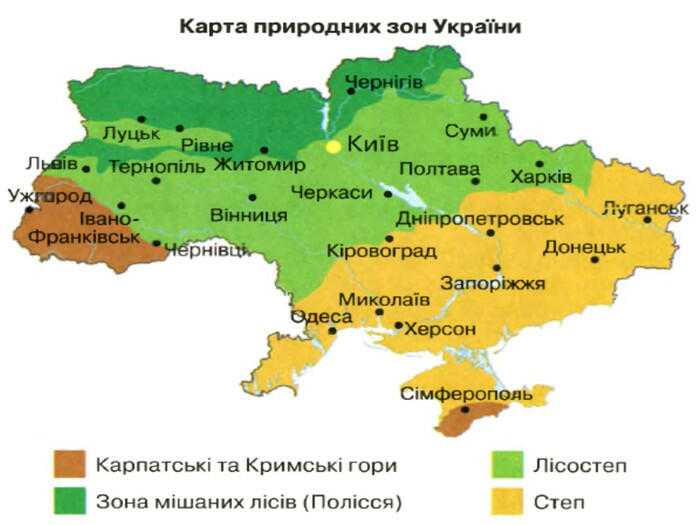 Карта природних зон України
Чернігів
Луцьк
Рівне
Суми
Київ
Львів
Тернопіль
Житомир
Полтава
Харків
Ужгород
Черкаси
Луганськ
Івано-
Франківськ
Вінниця
Дніпропетровськ
Чернівці
Кіровоград
Донецьк
Запоріжжя
Миколаїв
Одеса
Херсон
Сімферополь
Карпатські та Кримські гори
Лісостеп
Зона мішаних лісів (Полісся)
Степ